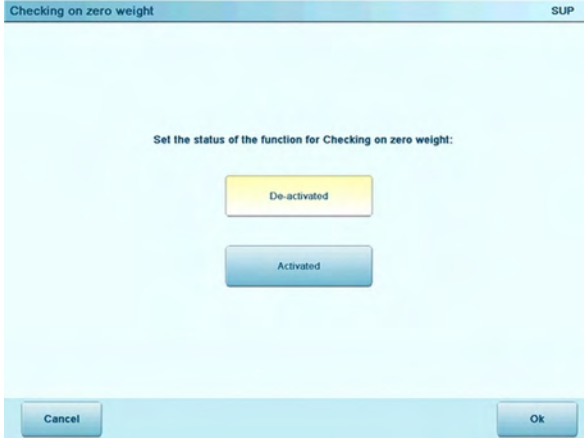 Checking on zero weight SUP
Set the status of the function for Checking on zero weight:
De-activated
Activated
Cancel Ok